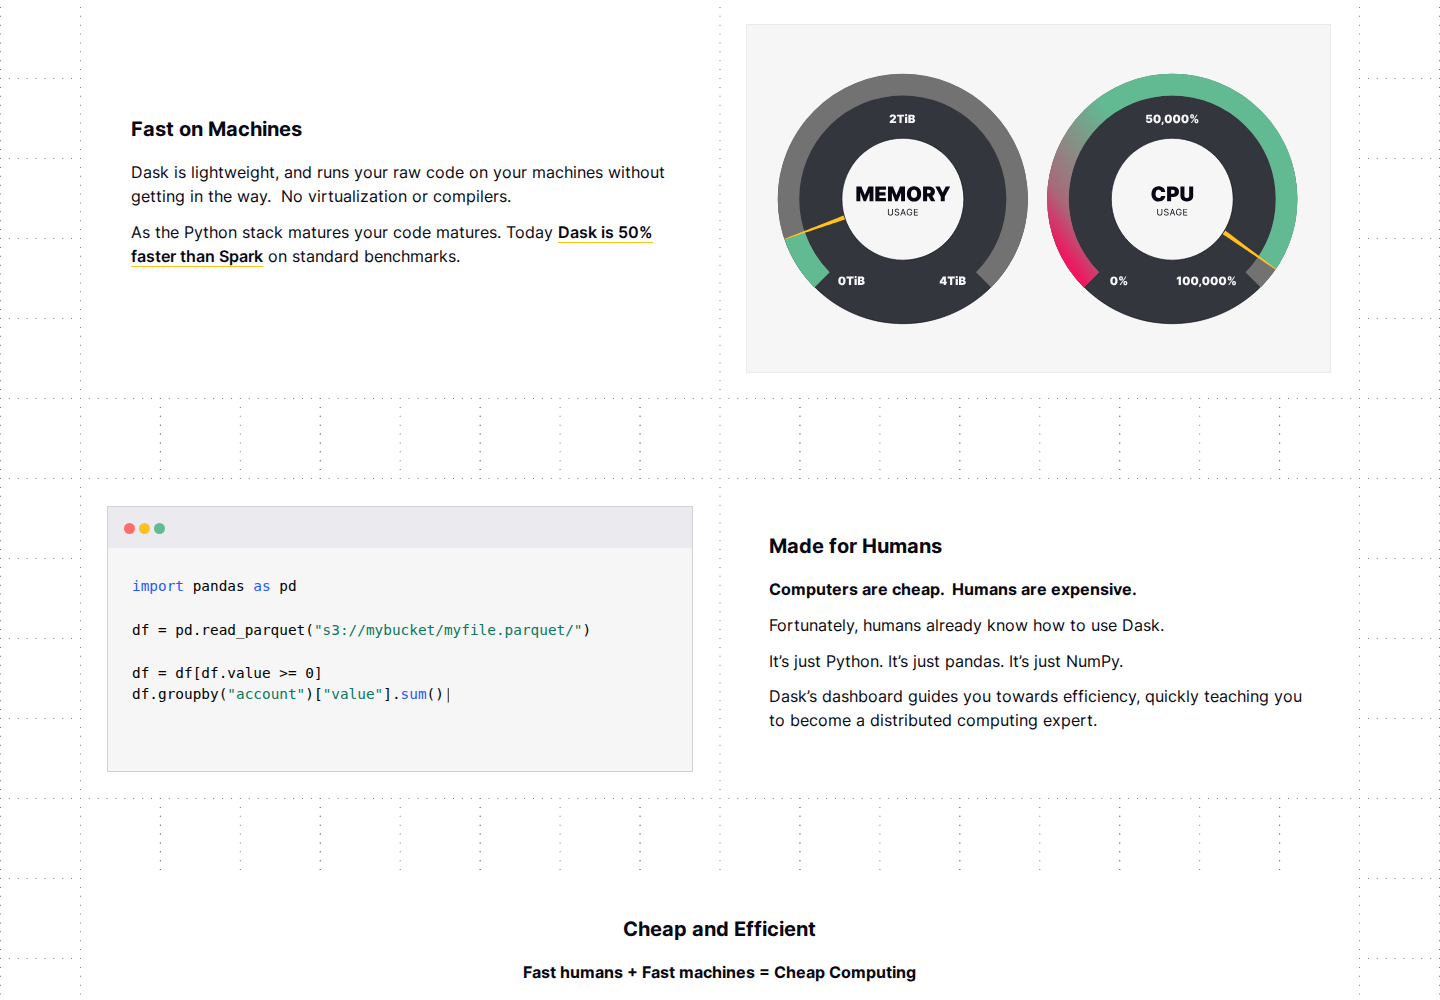 Fast on Machines
Dask is lightweight, and runs your raw code on your machines without
getting in the way.  No virtualization or compilers.
As the Python stack matures your code matures. Today Dask is 50%
faster than Spark on standard benchmarks.
2TiB
MEMORY
USAGE
0TiB
4TiB
50,000%
CPU
USAGE
0%
100,000%
import pandas as pd
df = pd.read_parquet("s3://mybucket/myfile.parquet/")
df = df[df.value >= 0]
df.groupby("account")["value"].sum()|
Made for Humans
Computers are cheap.  Humans are expensive.
Fortunately, humans already know how to use Dask.
It’s just Python. It’s just pandas. It’s just NumPy.
Dask’s dashboard guides you towards efficiency, quickly teaching you
to become a distributed computing expert.
Cheap and Efficient
Fast humans + Fast machines = Cheap Computing